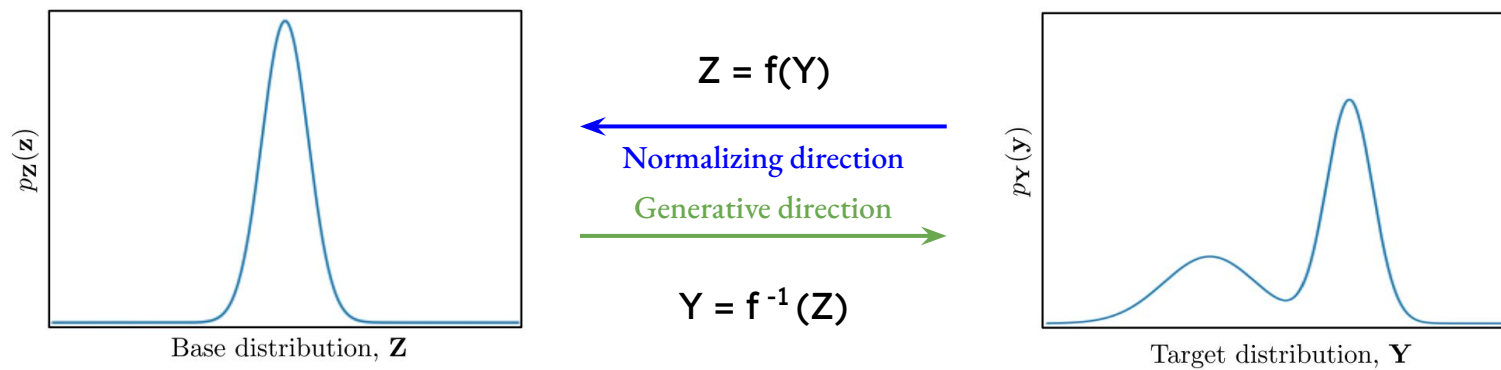 p_Z(z)
Base distribution, Z
Z = f(Y)
Normalizing direction
Generative direction
Y = f⁻¹(Z)
p_Y(y)
Target distribution, Y